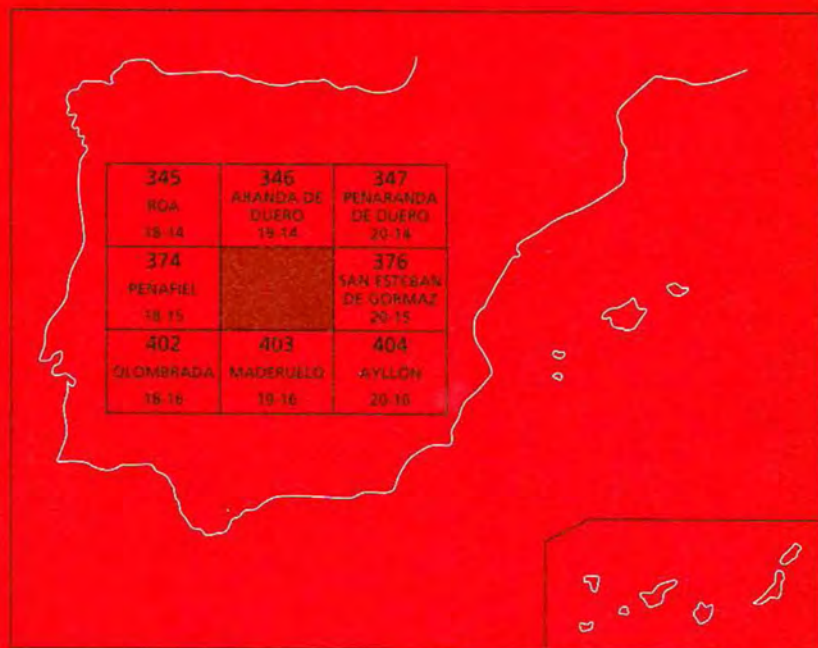 345
ROA
18-14
346
ARANDA DE
DUERO
19-14
347
PEÑARANDA
DE DUERO
20-14
374
PEÑAFIEL
18-15
376
SAN ESTEBAN
DE GORMAZ
20-15
402
OLOMBRADA
18-16
403
MADERUELO
19-16
404
AYLLON
20-16